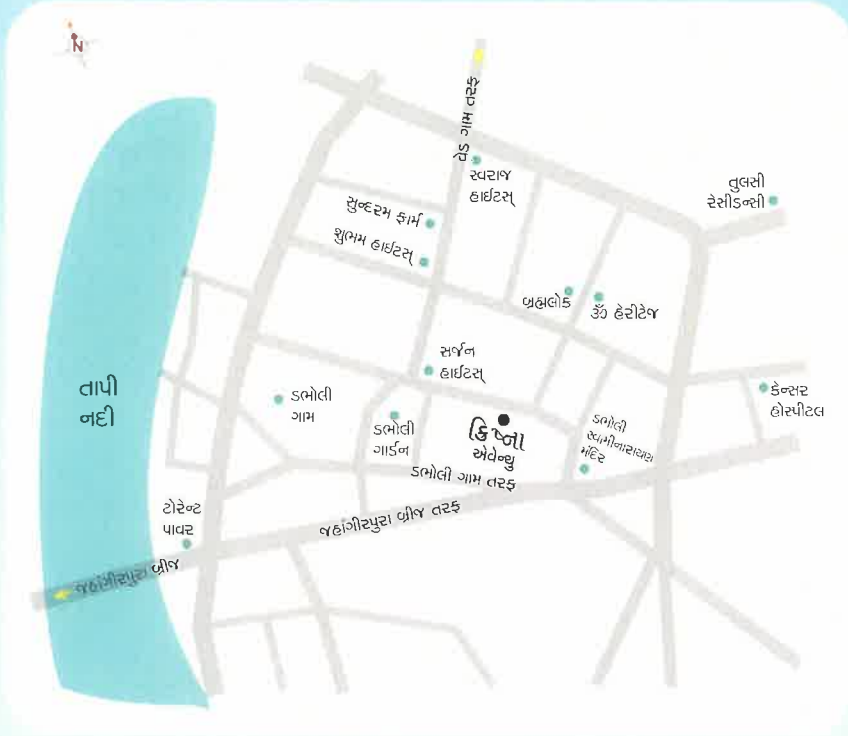 N
વેડ ગામ તરફ
સ્વરાજ
હાઈટસ્
તુલસી
રેસીડન્સી
સુન્દરમ ફાર્મ
શુભમ હાઈટસ્
બ્રહ્મલોક
ૐ હેરીટેજ
સર્જન
હાઈટસ્
તાપી
નદી
ડભોલી
ગામ
ડભોલી
ગાર્ડન
ક્રિષ્ના
એવેન્યુ
ડભોલી
સ્વામીનારાયણ
મંદિર
કેન્સર
હોસ્પીટલ
ડભોલી ગામ તરફ
ટોરેન્ટ
પાવર
જહાંગીરપુરા બ્રીજ તરફ
જહાંગીરપુરા બ્રીજ